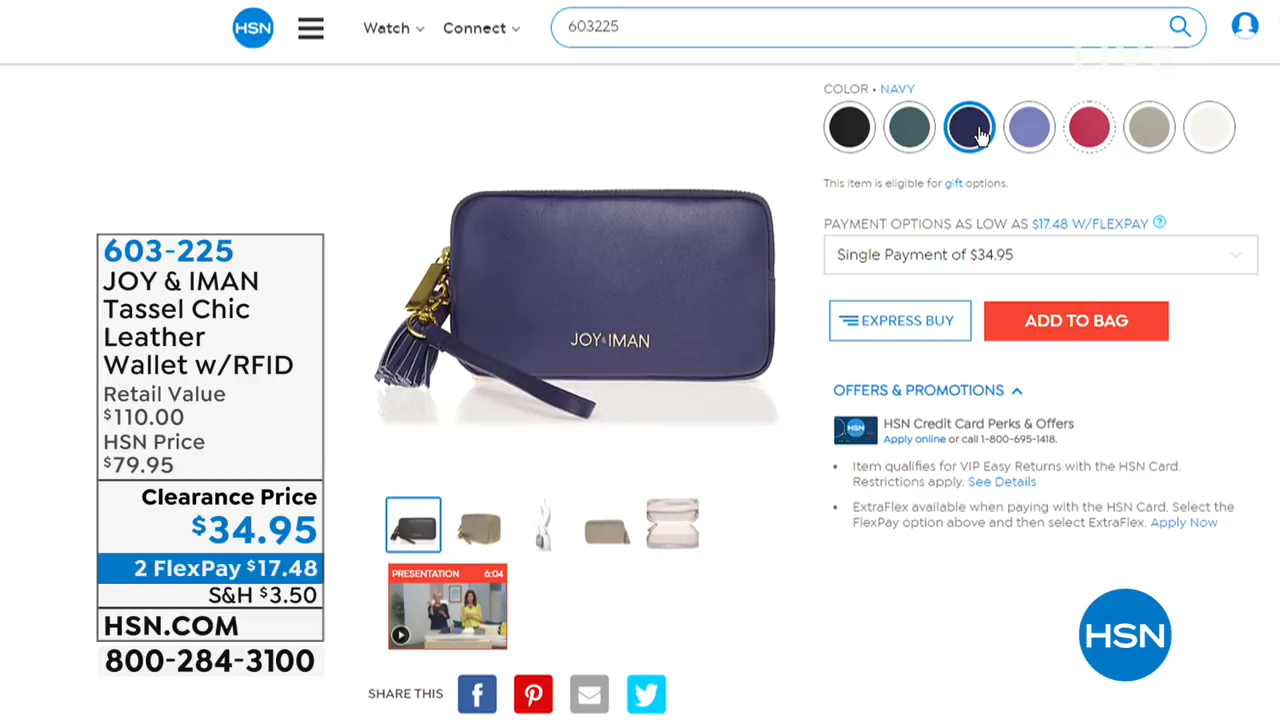 HSN
Watch
Connect
603225
LIVE
COLOR • NAVY
This item is eligible for gift options.
PAYMENT OPTIONS AS LOW AS $17.48 W/FLEXPAY ?
Single Payment of $34.95
EXPRESS BUY
ADD TO BAG
OFFERS & PROMOTIONS
HSN
HSN Credit Card Perks & Offers
Apply online or call 1-800-695-1418.
• Item qualifies for VIP Easy Returns with the HSN Card.
Restrictions apply. See Details
• ExtraFlex available when paying with the HSN Card. Select the
FlexPay option above and then select ExtraFlex. Apply Now
603-225
JOY & IMAN
Tassel Chic
Leather
Wallet w/RFID
Retail Value
$110.00
HSN Price
$79.95
Clearance Price
$34.95
2 FlexPay $17.48
S&H $3.50
HSN.COM
800-284-3100
JOY & IMAN
PRESENTATION 6:04
SHARE THIS
HSN